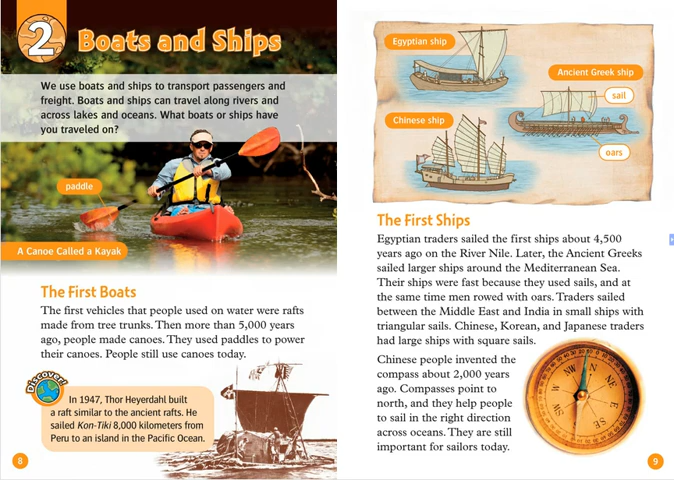 2 Boats and Ships
We use boats and ships to transport passengers and
freight. Boats and ships can travel along rivers and
across lakes and oceans. What boats or ships have
you traveled on?
paddle
A Canoe Called a Kayak
The First Boats
The first vehicles that people used on water were rafts
made from tree trunks. Then more than 5,000 years
ago, people made canoes. They used paddles to power
their canoes. People still use canoes today.
Discover!
In 1947, Thor Heyerdahl built
a raft similar to the ancient rafts. He
sailed Kon-Tiki 8,000 kilometers from
Peru to an island in the Pacific Ocean.
8
Egyptian ship
Ancient Greek ship
sail
Chinese ship
oars
The First Ships
Egyptian traders sailed the first ships about 4,500
years ago on the River Nile. Later, the Ancient Greeks
sailed larger ships around the Mediterranean Sea.
Their ships were fast because they used sails, and at
the same time men rowed with oars. Traders sailed
between the Middle East and India in small ships with
triangular sails. Chinese, Korean, and Japanese traders
had large ships with square sails.
Chinese people invented the
compass about 2,000 years
ago. Compasses point to
north, and they help people
to sail in the right direction
across oceans. They are still
important for sailors today.
NW N NE
W E
SW S SE
9